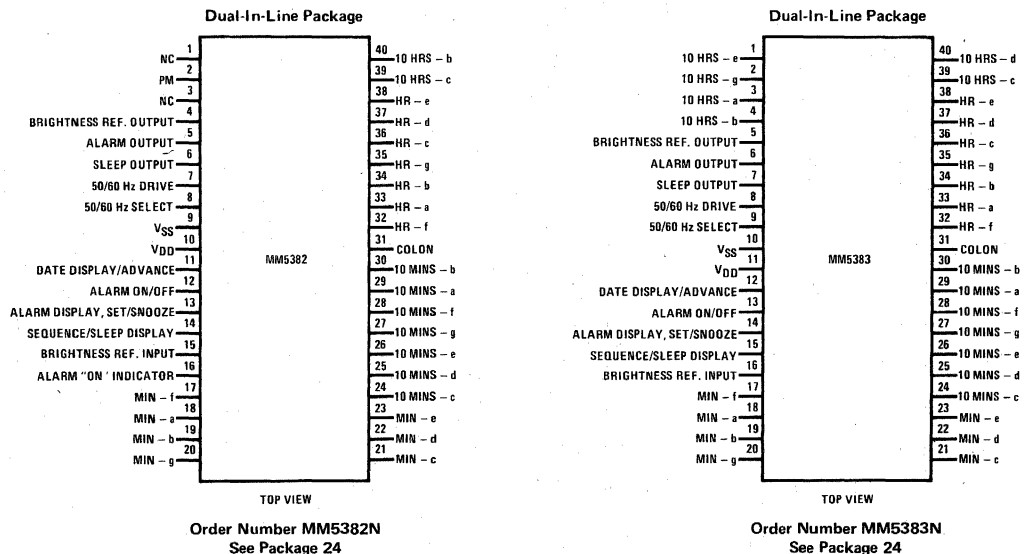 Dual-In-Line Package
1
NC
2
PM
3
NC
4
BRIGHTNESS REF. OUTPUT
5
ALARM OUTPUT
6
SLEEP OUTPUT
7
50/60 Hz DRIVE
8
50/60 Hz SELECT
9
VSS
10
VDD
11
DATE DISPLAY/ADVANCE
12
ALARM ON/OFF
13
ALARM DISPLAY, SET/SNOOZE
14
SEQUENCE/SLEEP DISPLAY
15
BRIGHTNESS REF. INPUT
16
ALARM "ON' INDICATOR
17
MIN – f
18
MIN – a
19
MIN – b
20
MIN – g
MM5382
40
10 HRS – b
39
10 HRS – c
38
HR – e
37
HR – d
36
HR – c
35
HR – g
34
HR – b
33
HR – a
32
HR – f
31
COLON
30
10 MINS – b
29
10 MINS – a
28
10 MINS – f
27
10 MINS – g
26
10 MINS – e
25
10 MINS – d
24
10 MINS – c
23
MIN – e
22
MIN – d
21
MIN – c
TOP VIEW
Order Number MM5382N
See Package 24
Dual-In-Line Package
1
10 HRS – e
2
10 HRS – g
3
10 HRS – a
4
10 HRS – b
5
BRIGHTNESS REF. OUTPUT
6
ALARM OUTPUT
7
SLEEP OUTPUT
8
50/60 Hz DRIVE
9
50/60 Hz SELECT
10
VSS
11
VDD
12
DATE DISPLAY/ADVANCE
13
ALARM ON/OFF
14
ALARM DISPLAY, SET/SNOOZE
15
SEQUENCE/SLEEP DISPLAY
16
BRIGHTNESS REF. INPUT
17
MIN – f
18
MIN – a
19
MIN – b
20
MIN – g
MM5383
40
10 HRS – d
39
10 HRS – c
38
HR – e
37
HR – d
36
HR – c
35
HR – g
34
HR – b
33
HR – a
32
HR – f
31
COLON
30
10 MINS – b
29
10 MINS – a
28
10 MINS – f
27
10 MINS – g
26
10 MINS – e
25
10 MINS – d
24
10 MINS – c
23
MIN – e
22
MIN – d
21
MIN – c
TOP VIEW
Order Number MM5383N
See Package 24